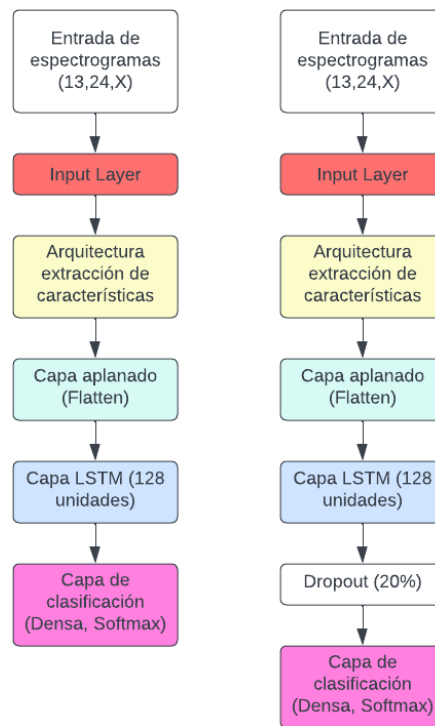 Entrada de
espectrogramas
(13,24,X)
Input Layer
Arquitectura
extracción de
característifcas
Capa aplanado
(Flatten)
Capa LSTM (128
unidades)
Capa de
clasificación
(Densa, Softmax)
Entrada de
espectrogramas
(13,24,X)
Input Layer
Arquitectura
extracción de
característifcas
Capa aplanado
(Flatten)
Capa LSTM (128
unidades)
Dropout (20%)
Capa de
clasificación
(Densa, Softmax)